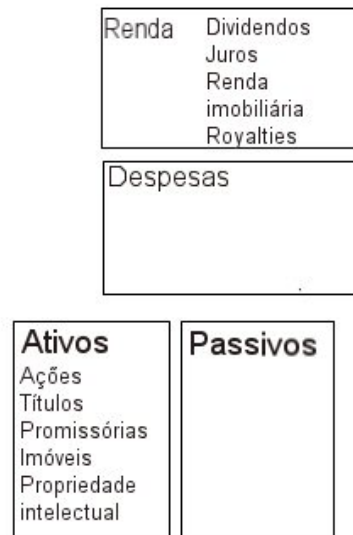 Renda
Dividendos
Juros
Renda
imobiliária
Royalties
Despesas
Ativos
Ações
Títulos
Promissórias
Imóveis
Propriedade
intelectual
Passivos